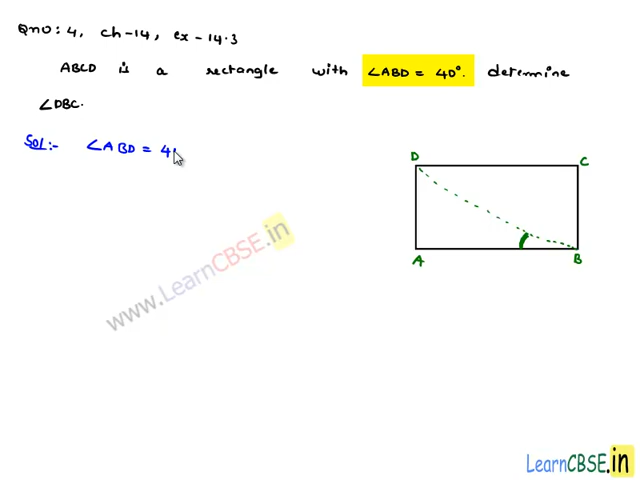 Qno: 4, ch-14, ex-14.3
ABCD is a rectangle with ∠ABD = 40°. determine
∠DBC.
Sol:- ∠ABD = 4
D C
A B
www.LearnCBSE.in
LearnCBSE.in